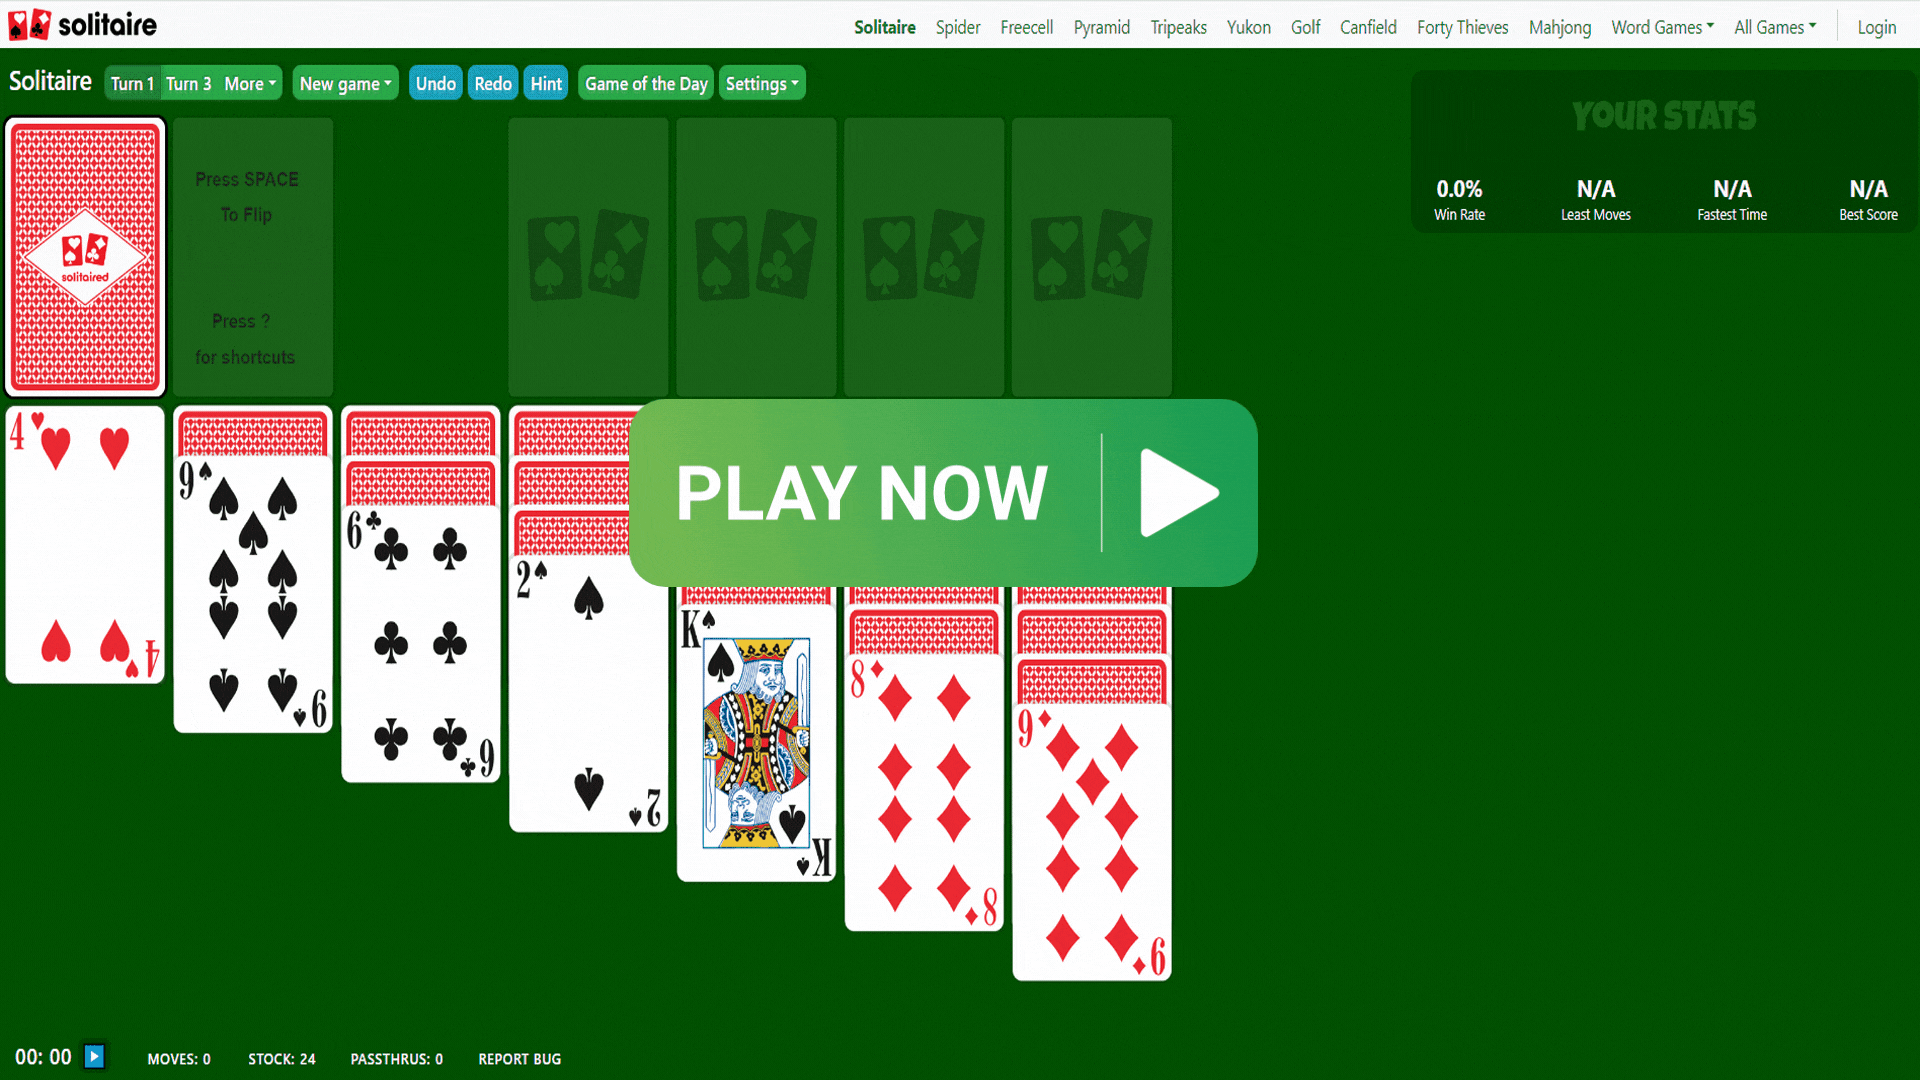 solitaire
Solitaire Spider Freecell Pyramid Tripeaks Yukon Golf Canfield Forty Thieves Mahjong Word Games All Games Login
Solitaire Turn 1 Turn 3 More New game Undo Redo Hint Game of the Day Settings
YOUR STATS
0.0% N/A N/A N/A
Win Rate Least Moves Fastest Time Best Score
Press SPACE
To Flip
solitaired
Press ?
for shortcuts
4
9
6
2
PLAY NOW
K
8
9
4
9
6
2
K
8
9
00: 00 MOVES: 0 STOCK: 24 PASSTHRUS: 0 REPORT BUG